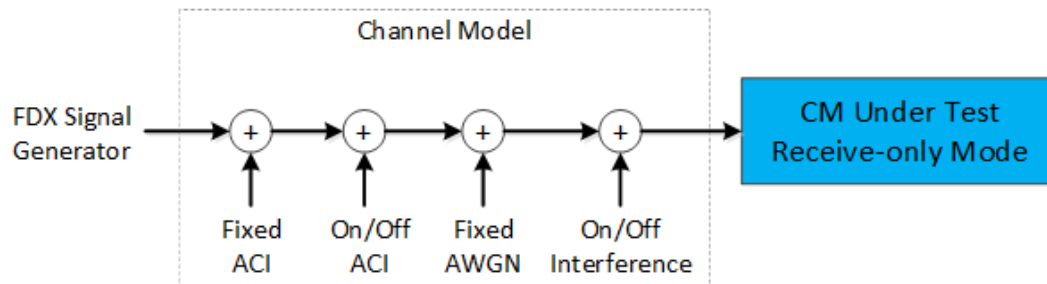 Channel Model
FDX Signal
Generator
+
+
+
+
CM Under Test
Receive-only Mode
Fixed
ACI
On/Off
ACI
Fixed
AWGN
On/Off
Interference